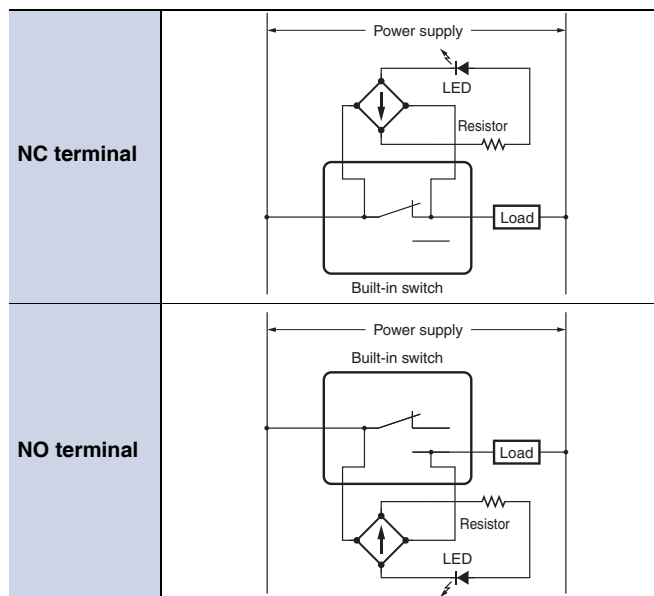 NC terminal
Power supply
LED
Resistor
Load
Built-in switch
NO terminal
Power supply
Built-in switch
Load
Resistor
LED